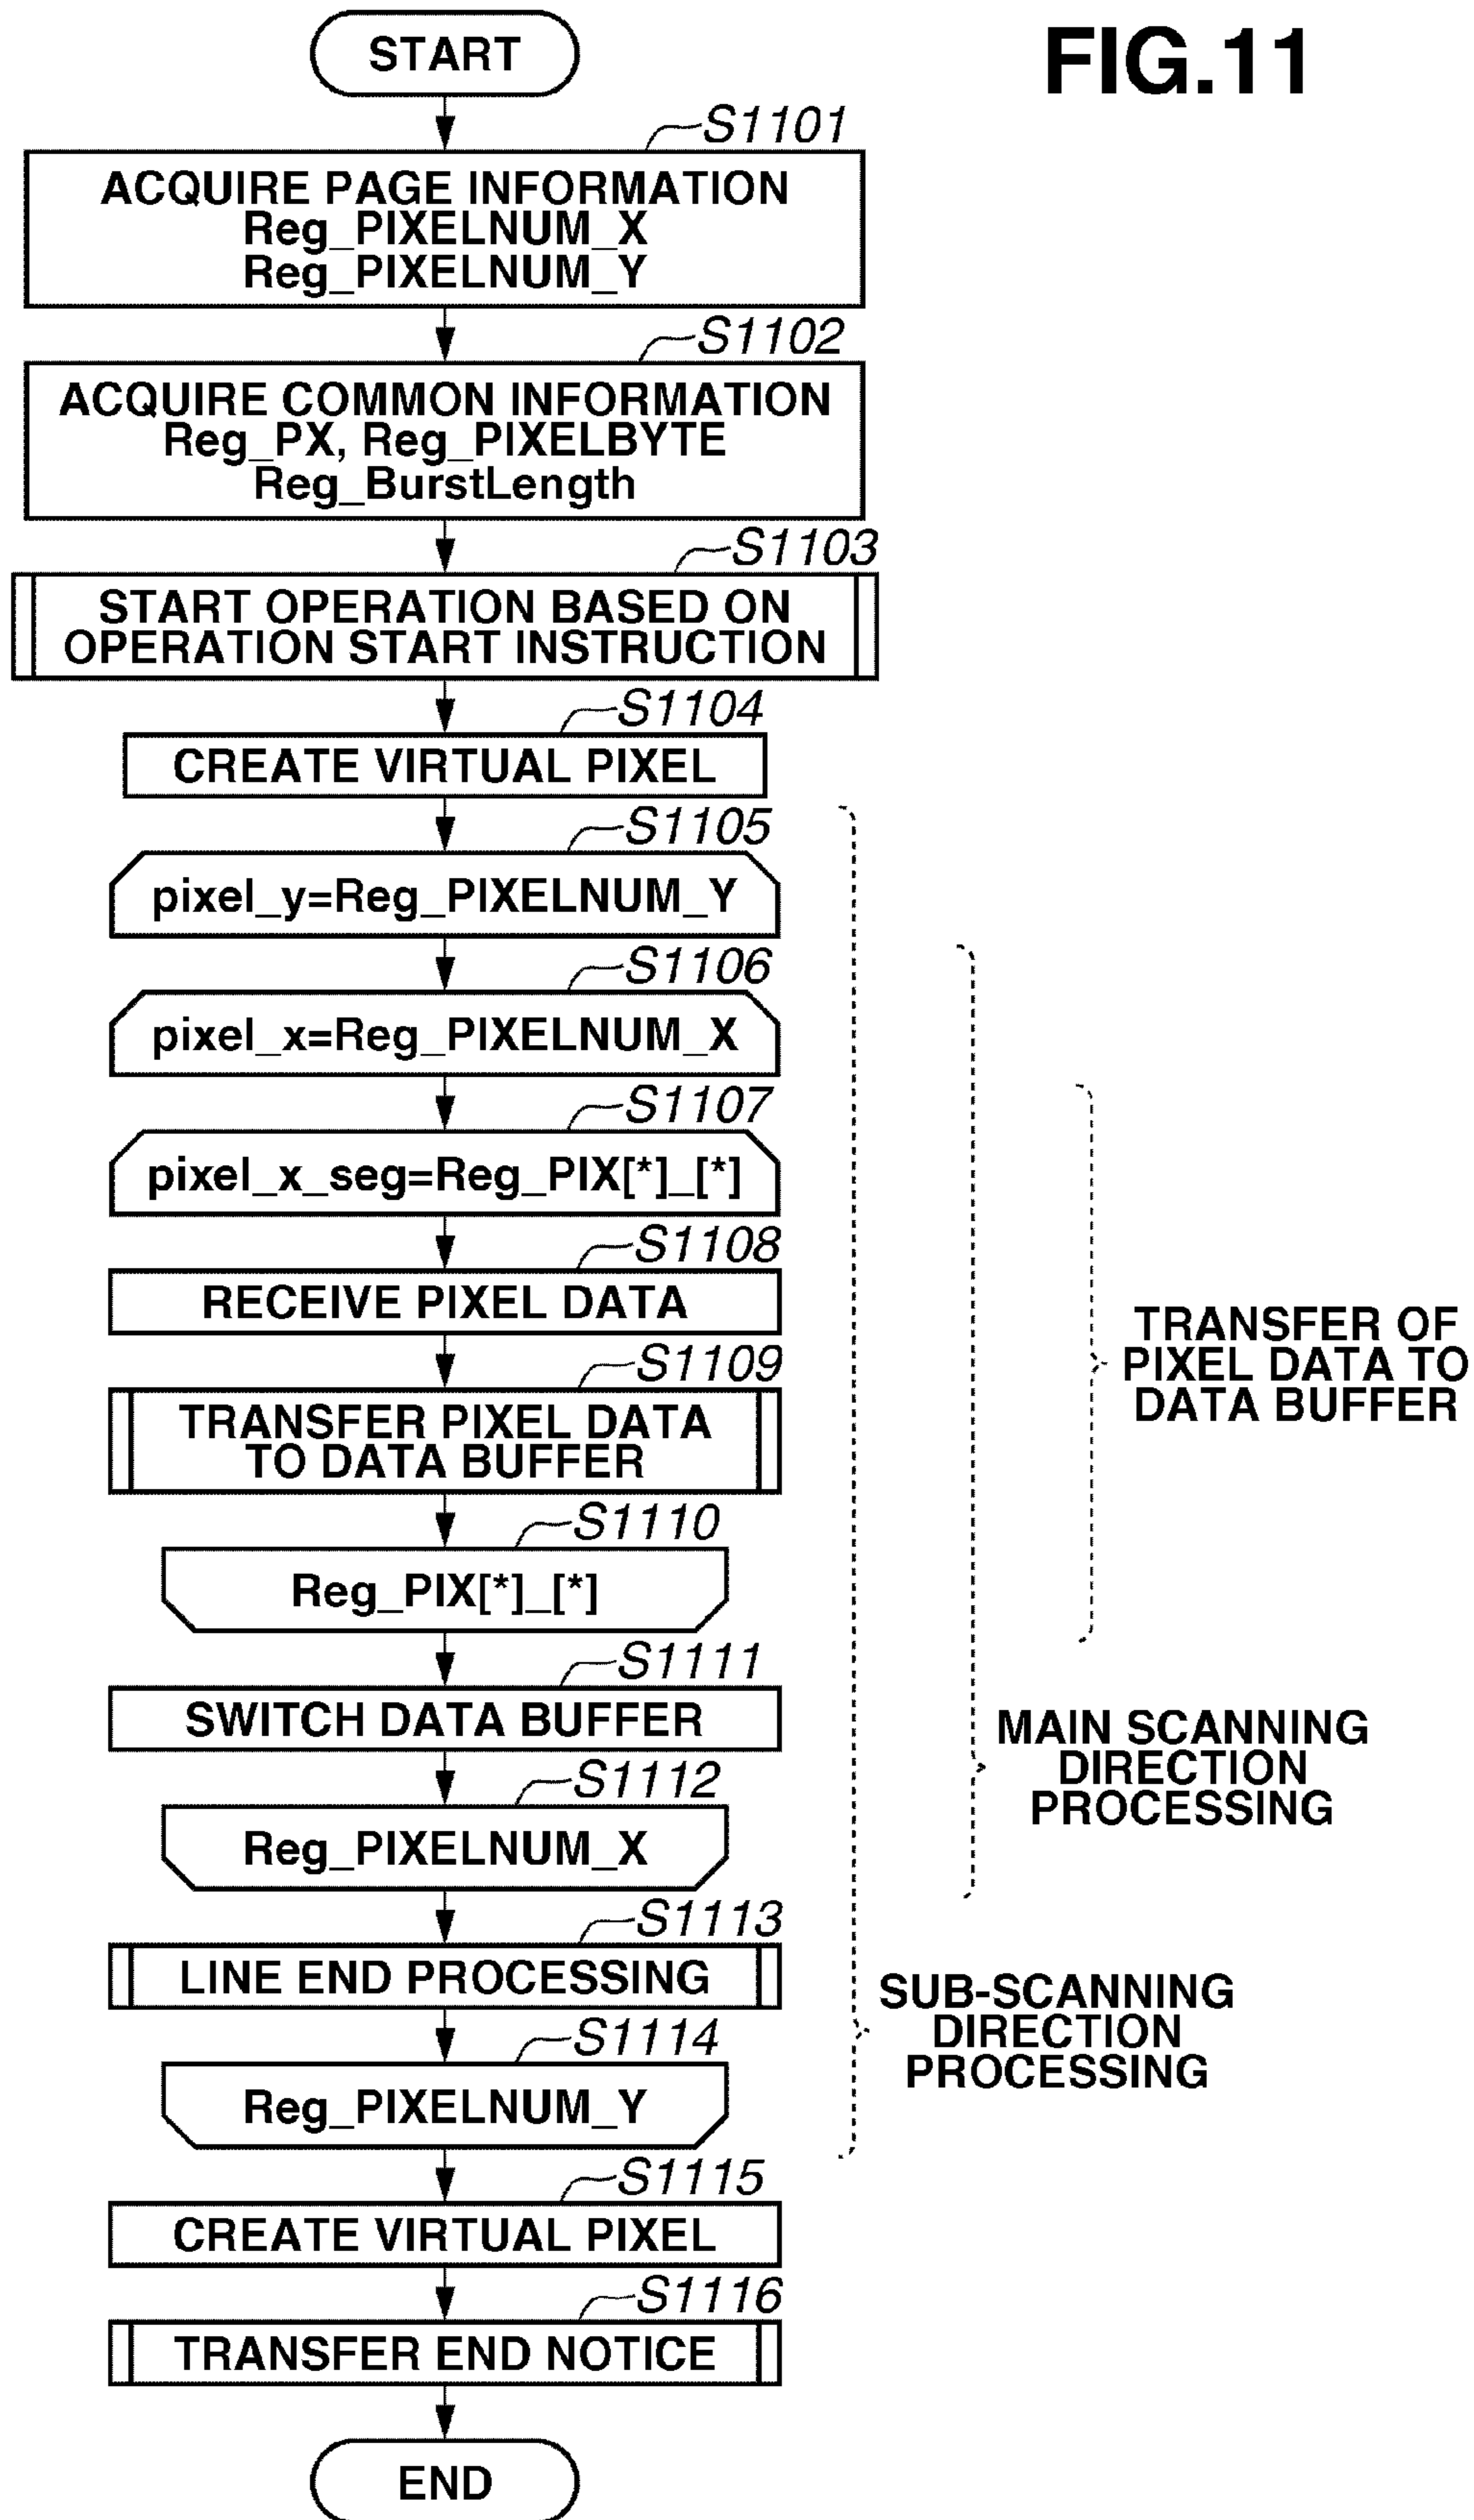 FIG.11
START
S1101
ACQUIRE PAGE INFORMATION
Reg_PIXELNUM_X
Reg_PIXELNUM_Y
S1102
ACQUIRE COMMON INFORMATION
Reg_PX, Reg_PIXELBYTE
Reg_BurstLength
S1103
START OPERATION BASED ON
OPERATION START INSTRUCTION
S1104
CREATE VIRTUAL PIXEL
S1105
pixel_y=Reg_PIXELNUM_Y
S1106
pixel_x=Reg_PIXELNUM_X
S1107
pixel_x_seg=Reg_PIX[*]_[*]
S1108
RECEIVE PIXEL DATA
S1109
TRANSFER PIXEL DATA
TO DATA BUFFER
S1110
Reg_PIX[*]_[*]
S1111
SWITCH DATA BUFFER
S1112
Reg_PIXELNUM_X
S1113
LINE END PROCESSING
S1114
Reg_PIXELNUM_Y
S1115
CREATE VIRTUAL PIXEL
S1116
TRANSFER END NOTICE
END
TRANSFER OF
PIXEL DATA TO
DATA BUFFER
MAIN SCANNING
DIRECTION
PROCESSING
SUB-SCANNING
DIRECTION
PROCESSING